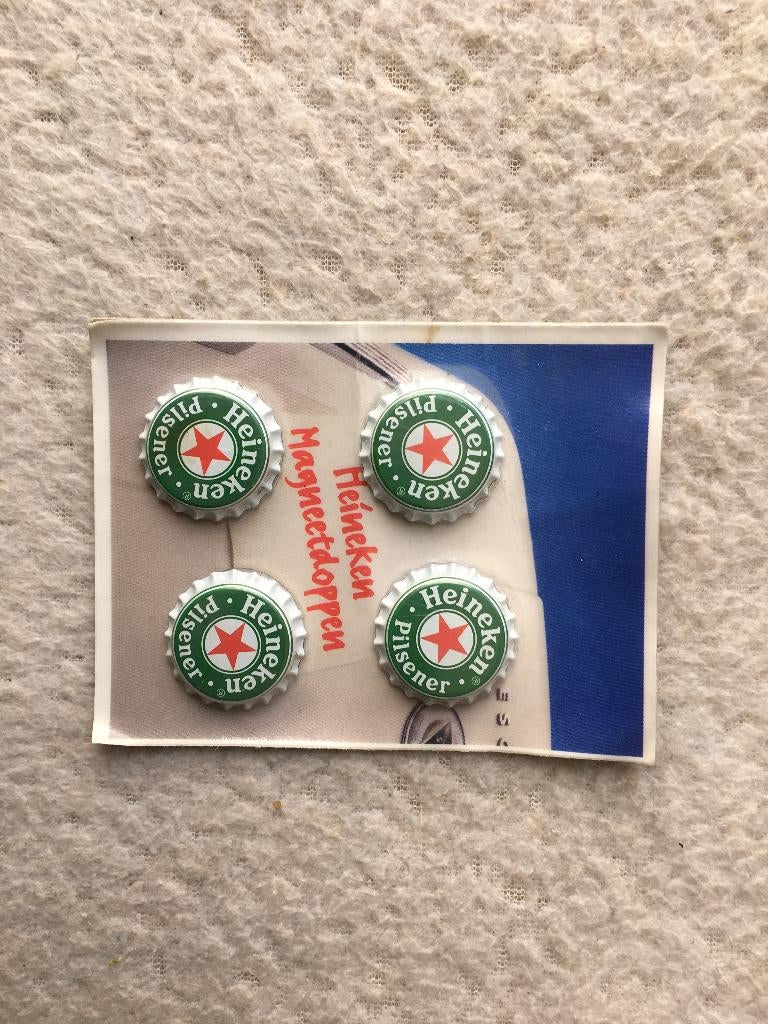 Heineken
Magneetdoppen
Heineken ®
Pilsener
Heineken ®
Pilsener
Heineken ®
Pilsener
Heineken ®
Pilsener